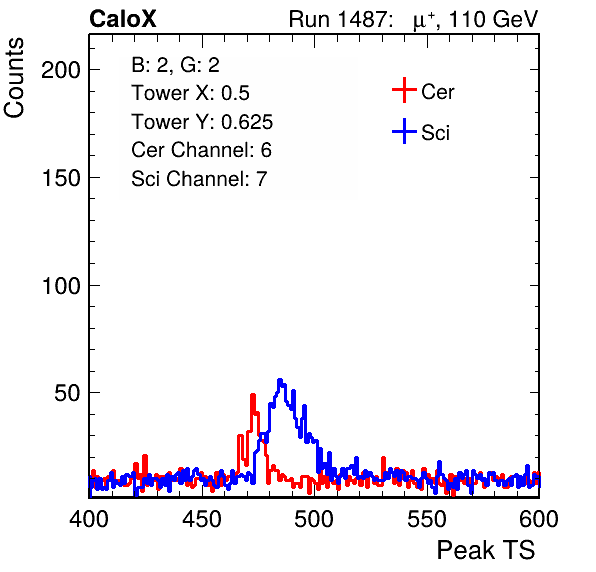 CaloX Run 1487: μ⁺, 110 GeV
Counts
B: 2, G: 2
Tower X: 0.5
Tower Y: 0.625
Cer Channel: 6
Sci Channel: 7
Cer
Sci
200
150
100
50
400 450 500 550 600
Peak TS